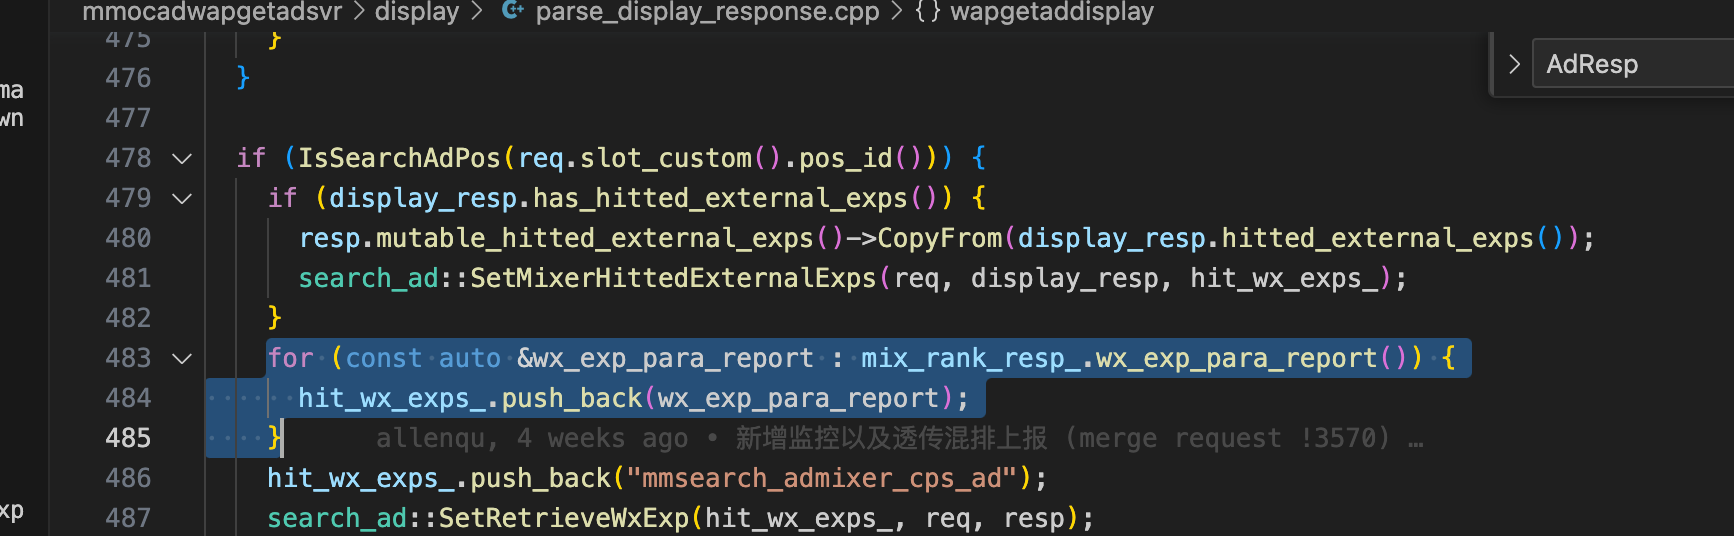 mmocadwapgetadsvr > display > parse_display_response.cpp > {} wapgetaddisplay
AdResp
ma
wn
xp
475 }
476 }
477
478 if (IsSearchAdPos(req.slot_custom().pos_id())) {
479 if (display_resp.has_hitted_external_exps()) {
480 resp.mutable_hitted_external_exps()->CopyFrom(display_resp.hitted_external_exps());
481 search_ad::SetMixerHittedExternalExps(req, display_resp, hit_wx_exps_);
482 }
483 for (const auto &wx_exp_para_report : mix_rank_resp_.wx_exp_para_report()) {
484 hit_wx_exps_.push_back(wx_exp_para_report);
485 } allenqu, 4 weeks ago • 新增监控以及透传混排上报 (merge request !3570) …
486 hit_wx_exps_.push_back("mmsearch_admixer_cps_ad");
487 search_ad::SetRetrieveWxExp(hit_wx_exps_, req, resp);